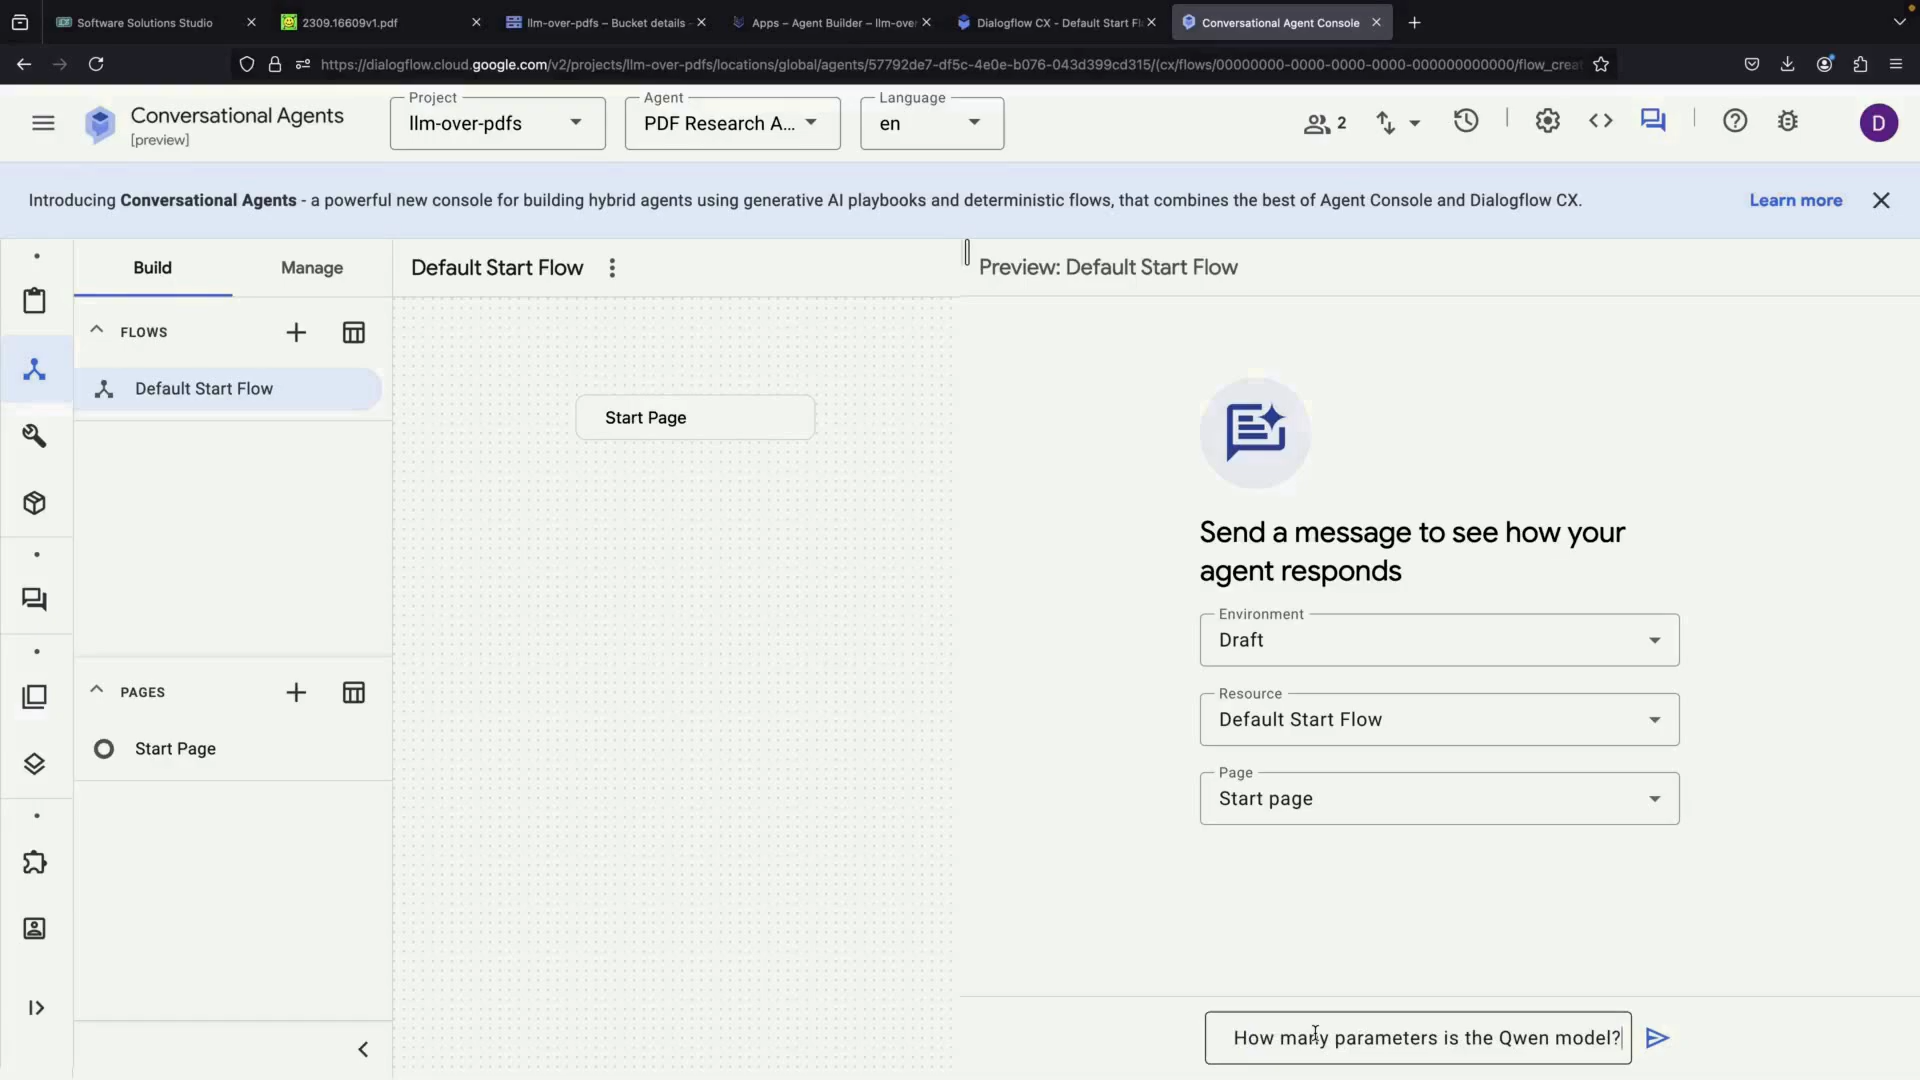 Software Solutions Studio
2309.16609v1.pdf
llm-over-pdfs – Bucket details
Apps – Agent Builder – llm-over
Dialogflow CX - Default Start Fl
Conversational Agent Console
https://dialogflow.cloud.google.com/v2/projects/llm-over-pdfs/locations/global/agents/57792de7-df5c-4e0e-b076-043d399cd315/(cx/flows/00000000-0000-0000-0000-000000000000/flow_crea
Conversational Agents
[preview]
Project
llm-over-pdfs
Agent
PDF Research A...
Language
en
2
D
Introducing Conversational Agents - a powerful new console for building hybrid agents using generative AI playbooks and deterministic flows, that combines the best of Agent Console and Dialogflow CX.
Learn more
Build
Manage
Default Start Flow
Preview: Default Start Flow
FLOWS
Default Start Flow
Start Page
Send a message to see how your
agent responds
Environment
Draft
Resource
Default Start Flow
PAGES
Start Page
Page
Start page
How many parameters is the Qwen model?